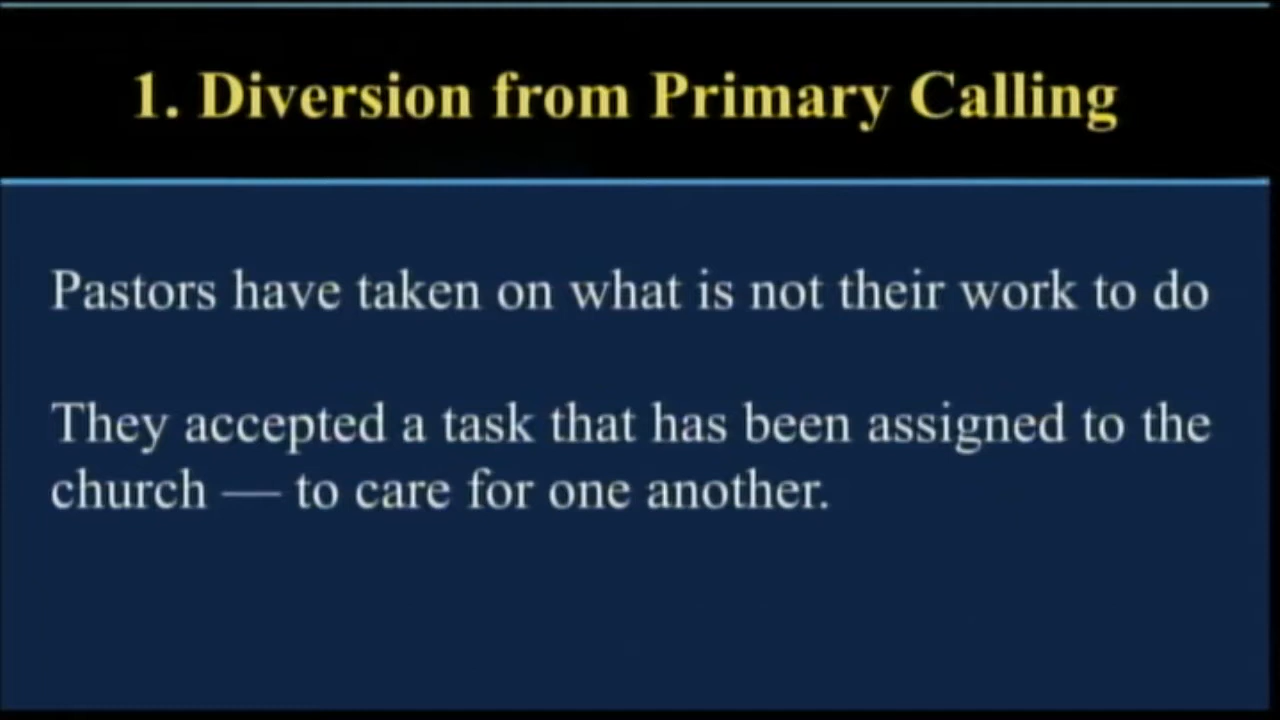 1. Diversion from Primary Calling
Pastors have taken on what is not their work to do
They accepted a task that has been assigned to the
church — to care for one another.